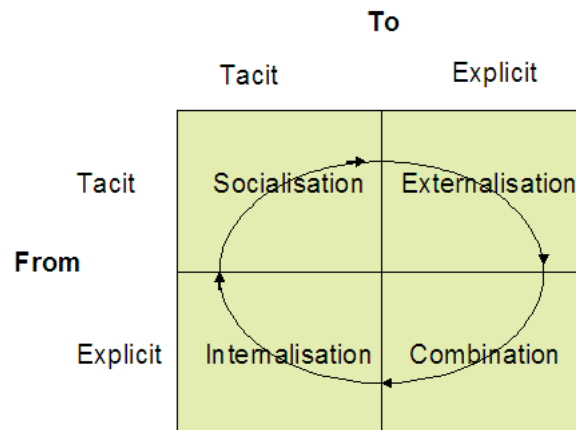 To
Tacit Explicit
Tacit Socialisation Externalisation
From
Explicit Internalisation Combination